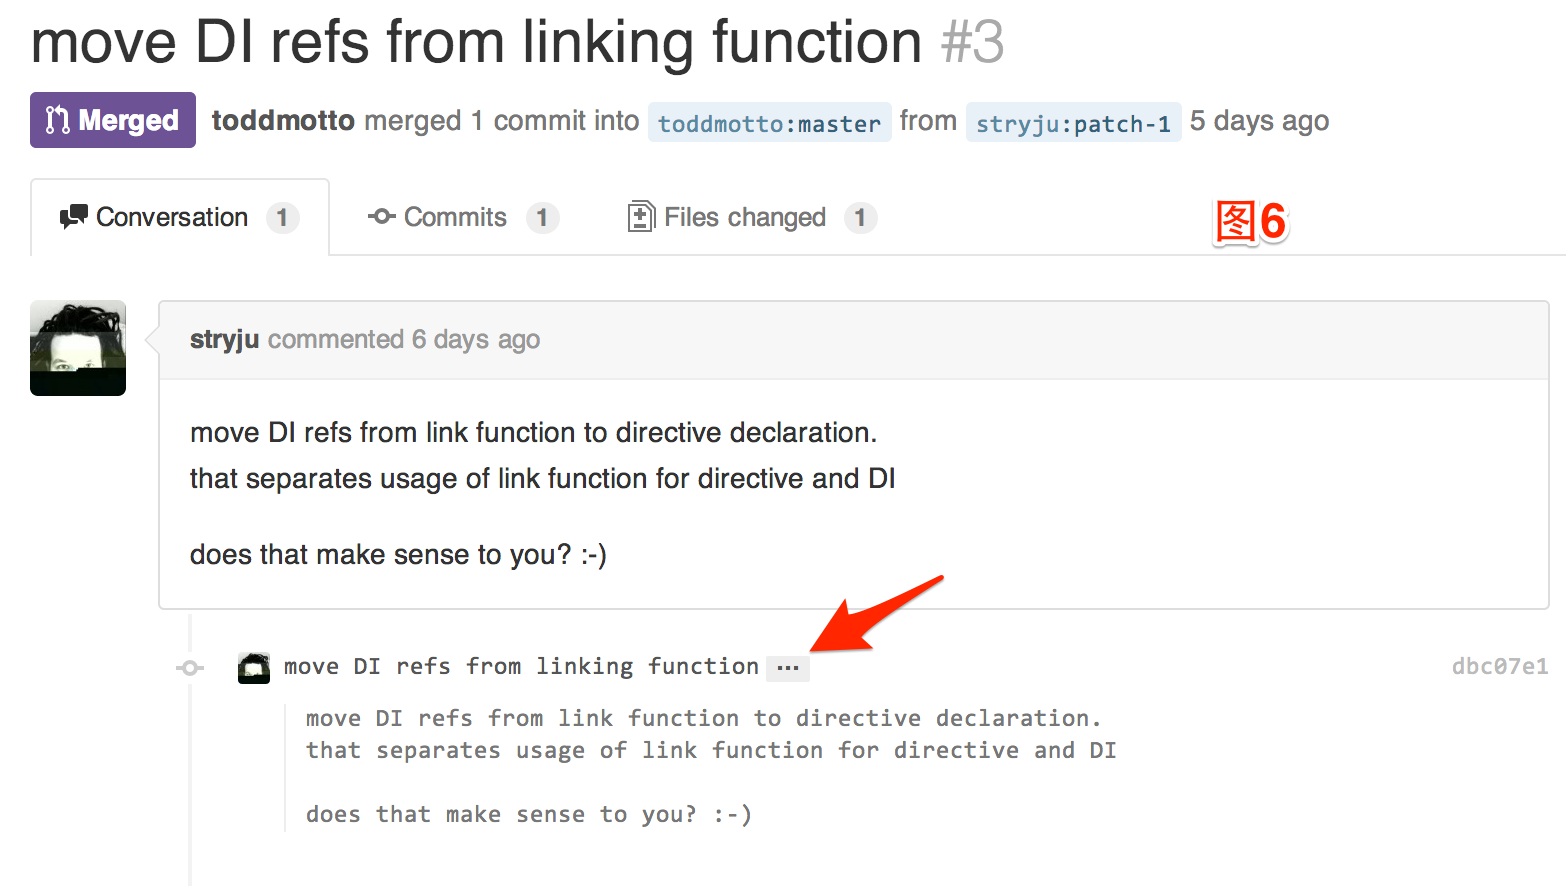 move DI refs from linking function #3
Merged toddmotto merged 1 commit into toddmotto:master from stryju:patch-1 5 days ago
Conversation 1 Commits 1 Files changed 1
图6
stryju commented 6 days ago
move DI refs from link function to directive declaration.
that separates usage of link function for directive and DI
does that make sense to you? :-)
move DI refs from linking function ... dbc07e1
move DI refs from link function to directive declaration.
that separates usage of link function for directive and DI
does that make sense to you? :-)